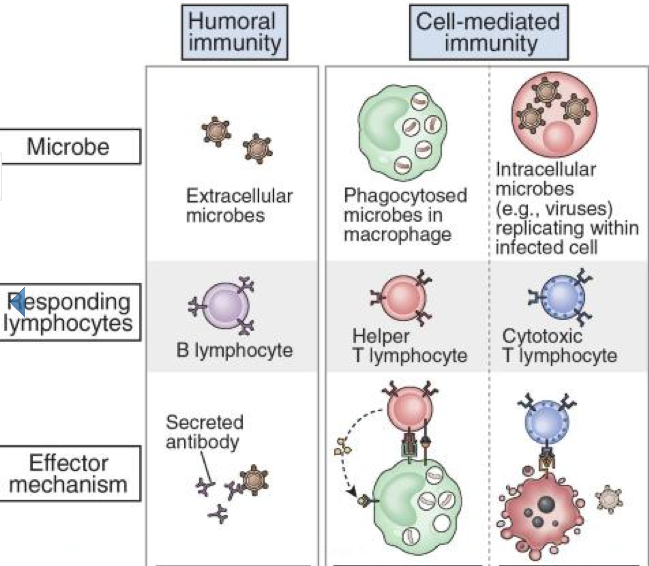 Humoral
immunity
Cell-mediated
immunity
Microbe
Extracellular
microbes
Phagocytosed
microbes in
macrophage
Intracellular
microbes
(e.g., viruses)
replicating within
infected cell
Responding
lymphocytes
B lymphocyte
Helper
T lymphocyte
Cytotoxic
T lymphocyte
Effector
mechanism
Secreted
antibody